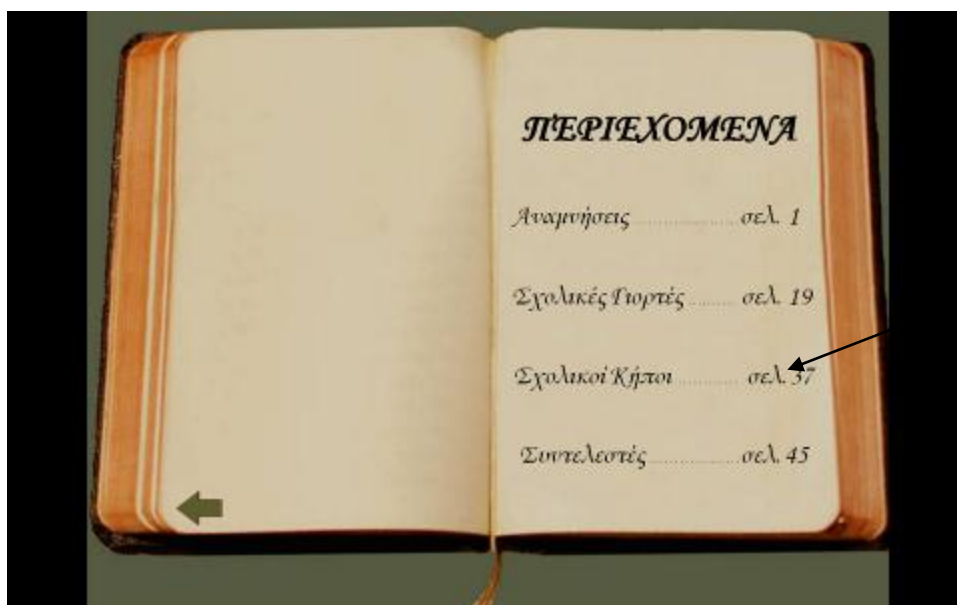 ΠΕΡΙΕΧΟΜΕΝΑ
Αναμνήσεις .................. σελ. 1
Σχολικές Γιορτές .......... σελ. 19
Σχολικοί Κήποι ............ σελ. 37
Συντελεστές .................. σελ. 45